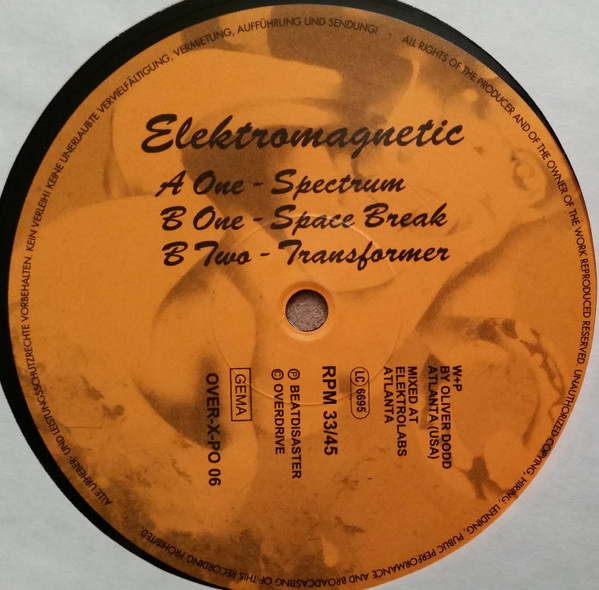 Elektromagnetic
A One - Spectrum
B One - Space Break
B Two - Transformer
W+P
BY OLIVER DODD
ATLANTA (USA)
MIXED AT
ELEKTROLABS
ATLANTA
LC 6695
RPM 33/45
Ⓟ BEATDISASTER
© OVERDRIVE
GEMA
OVER-X-PO 06
ALLE URHEBER- UND LEISTUNGSSCHUTZRECHTE VORBEHALTEN. KEIN VERLEIH! KEINE UNERLAUBTE VERVIELFÄLTIGUNG, VERMIETUNG, AUFFÜHRUNG UND SENDUNG!
ALL RIGHTS OF THE PRODUCER AND OF THE OWNER OF THE WORK REPRODUCED RESERVED. UNAUTHORIZED COPYING, HIRING, LENDING, PUBLIC PERFORMANCE AND BROADCASTING OF THIS RECORDING PROHIBITED